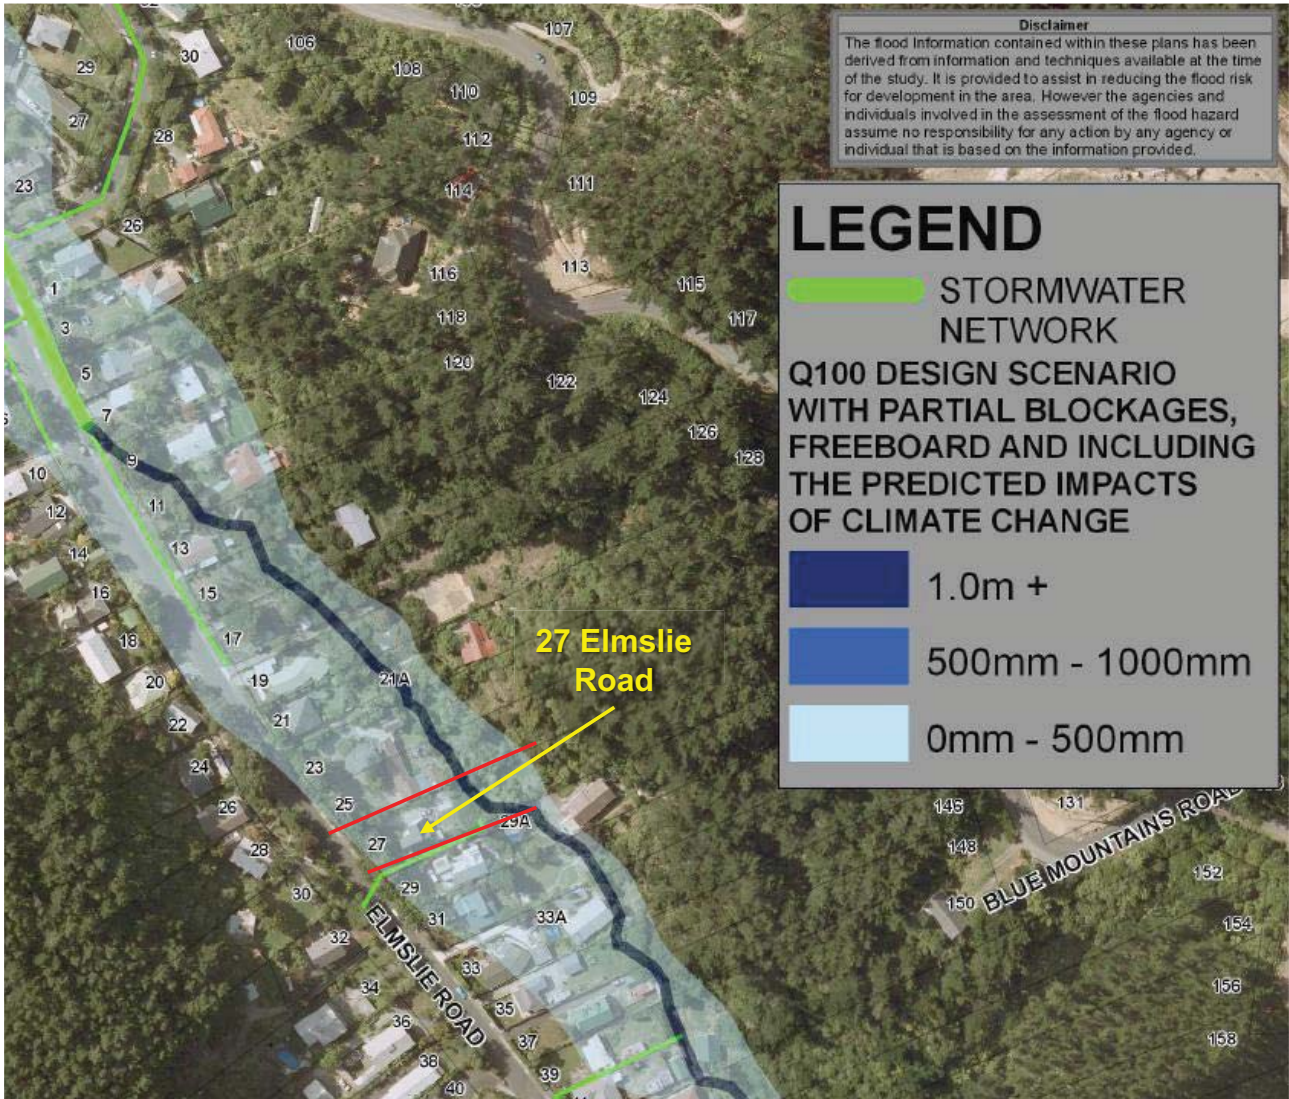 Disclaimer
The flood Information contained within these plans has been
derived from information and techniques available at the time
of the study. It is provided to assist in reducing the flood risk
for development in the area. However the agencies and
individuals involved in the assessment of the flood hazard
assume no responsibility for any action by any agency or
individual that is based on the information provided.
LEGEND
STORMWATER
NETWORK
Q100 DESIGN SCENARIO
WITH PARTIAL BLOCKAGES,
FREEBOARD AND INCLUDING
THE PREDICTED IMPACTS
OF CLIMATE CHANGE
1.0m +
500mm - 1000mm
0mm - 500mm
27 Elmslie
Road
ELMSLIE ROAD
BLUE MOUNTAINS ROAD
30
29
27
28
23
26
106
107
108
110
109
112
114
111
113
116
115
118
117
120
122
124
126
128
1
3
5
7
9
10
11
12
13
14
15
16
17
18
19
20
21A
21
22
23
24
25
26
27
28
29A
29
30
31
32
33A
33
34
35
36
37
38
39
40
146
131
148
150
152
154
156
158